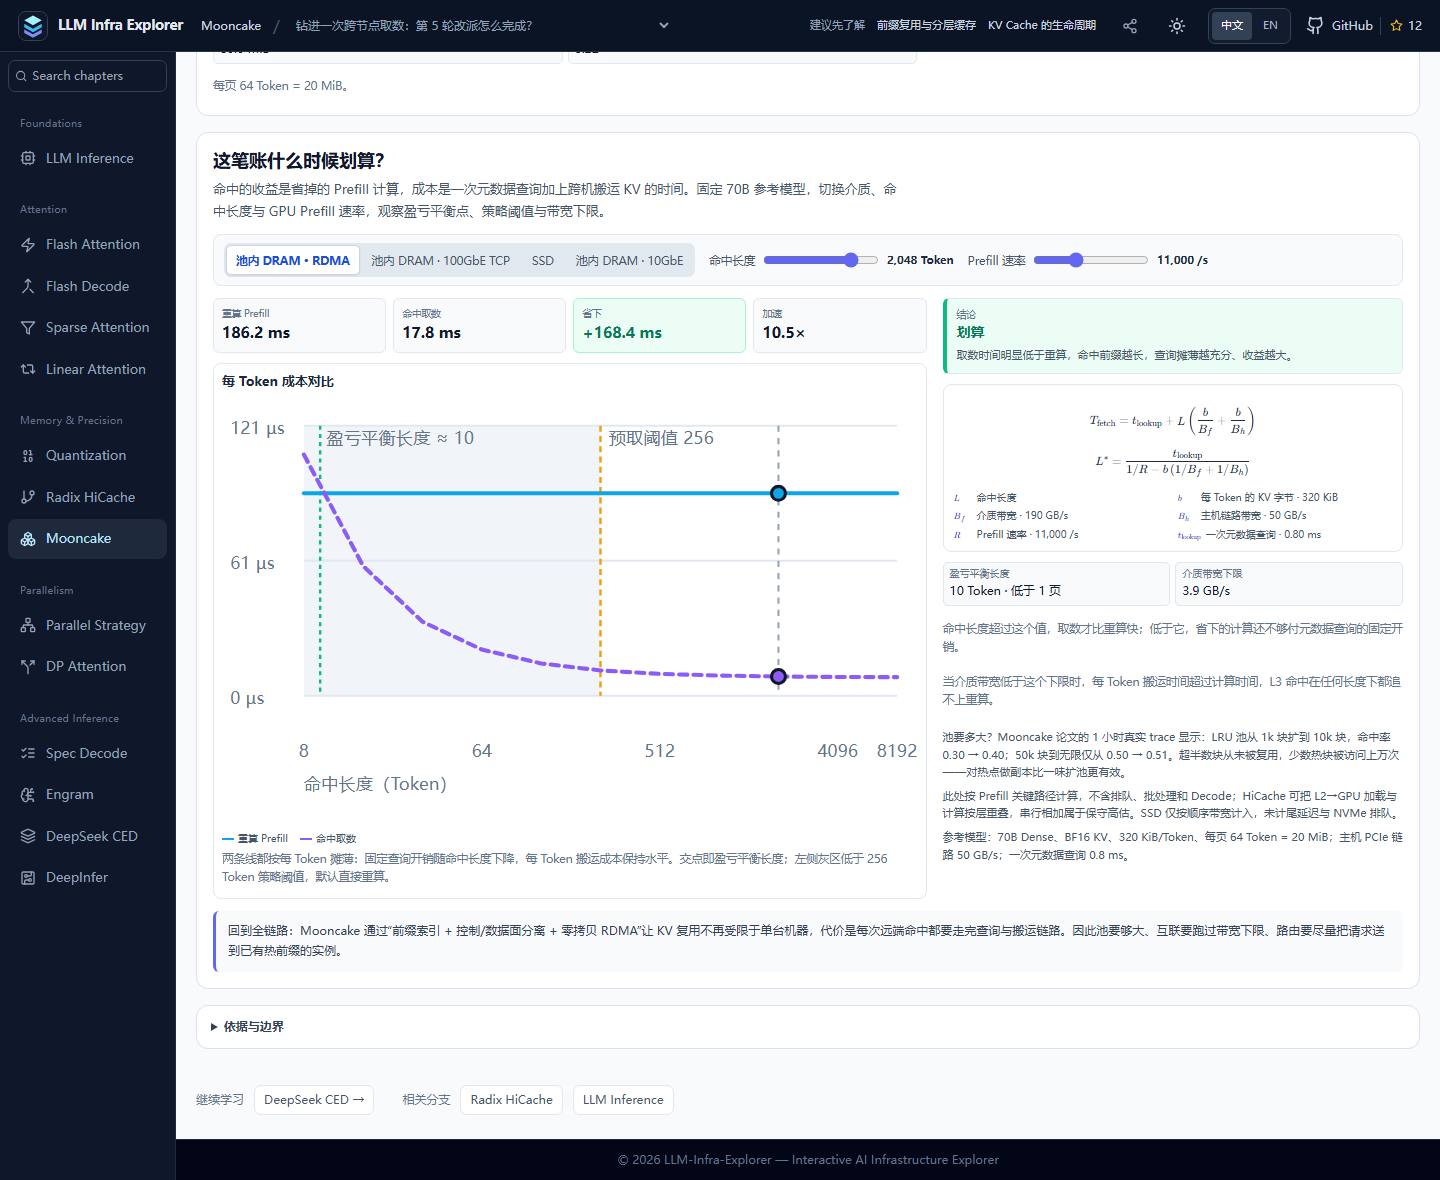 LLM Infra Explorer
Mooncake / 钻进一次跨节点取数：第 5 轮改派怎么完成？
建议先了解 前缀复用与分层缓存 KV Cache 的生命周期
中文 EN
GitHub 12
Search chapters
Foundations
LLM Inference
Attention
Flash Attention
Flash Decode
Sparse Attention
Linear Attention
Memory & Precision
Quantization
Radix HiCache
Mooncake
Parallelism
Parallel Strategy
DP Attention
Advanced Inference
Spec Decode
Engram
DeepSeek CED
DeepInfer
每页 64 Token = 20 MiB。
这笔账什么时候划算？
命中的收益是省掉的 Prefill 计算，成本是一次元数据查询加上跨机搬运 KV 的时间。固定 70B 参考模型，切换介质、命
中长度与 GPU Prefill 速率，观察盈亏平衡点、策略阈值与带宽下限。
池内 DRAM · RDMA 池内 DRAM · 100GbE TCP SSD 池内 DRAM · 10GbE 命中长度 2,048 Token Prefill 速率 11,000 /s
重算 Prefill
186.2 ms
命中取数
17.8 ms
省下
+168.4 ms
加速
10.5×
每 Token 成本对比
121 μs
61 μs
0 μs
盈亏平衡长度 ≈ 10
预取阈值 256
8 64 512 4096 8192
命中长度（Token）
重算 Prefill 命中取数
两条线都按每 Token 摊薄：固定查询开销随命中长度下降，每 Token 搬运成本保持水平。交点即盈亏平衡长度；左侧灰区低于 256
Token 策略阈值，默认直接重算。
结论
划算
取数时间明显低于重算，命中前缀越长，查询摊薄越充分、收益越大。
T_fetch = t_lookup + L (b/B_f + b/B_h)
L* = t_lookup / (1/R − b (1/B_f + 1/B_h))
L 命中长度
b 每 Token 的 KV 字节 · 320 KiB
B_f 介质带宽 · 190 GB/s
B_h 主机链路带宽 · 50 GB/s
R Prefill 速率 · 11,000 /s
t_lookup 一次元数据查询 · 0.80 ms
盈亏平衡长度
10 Token · 低于 1 页
介质带宽下限
3.9 GB/s
命中长度超过这个值，取数才比重算快；低于它，省下的计算还不够付元数据查询的固定开
销。
当介质带宽低于这个下限时，每 Token 搬运时间超过计算时间，L3 命中在任何长度下都追
不上重算。
池要多大？Mooncake 论文的 1 小时真实 trace 显示：LRU 池从 1k 块扩到 10k 块，命中率
0.30 → 0.40；50k 块到无限仅从 0.50 → 0.51。超半数块从未被复用，少数热块被访问上万次
——对热点做副本比一味扩池更有效。
此处按 Prefill 关键路径计算，不含排队、批处理和 Decode；HiCache 可把 L2→GPU 加载与
计算按层重叠，串行相加属于保守高估。SSD 仅按顺序带宽计入，未计尾延迟与 NVMe 排队。
参考模型：70B Dense、BF16 KV、320 KiB/Token、每页 64 Token = 20 MiB；主机 PCIe 链
路 50 GB/s；一次元数据查询 0.8 ms。
回到全链路：Mooncake 通过“前缀索引 + 控制/数据面分离 + 零拷贝 RDMA”让 KV 复用不再受限于单台机器，代价是每次远端命中都要走完查询与搬运链路。因此池要够大、互联要跑过带宽下限、路由要尽量把请求送
到已有热前缀的实例。
依据与边界
继续学习 DeepSeek CED → 相关分支 Radix HiCache LLM Inference
© 2026 LLM-Infra-Explorer — Interactive AI Infrastructure Explorer